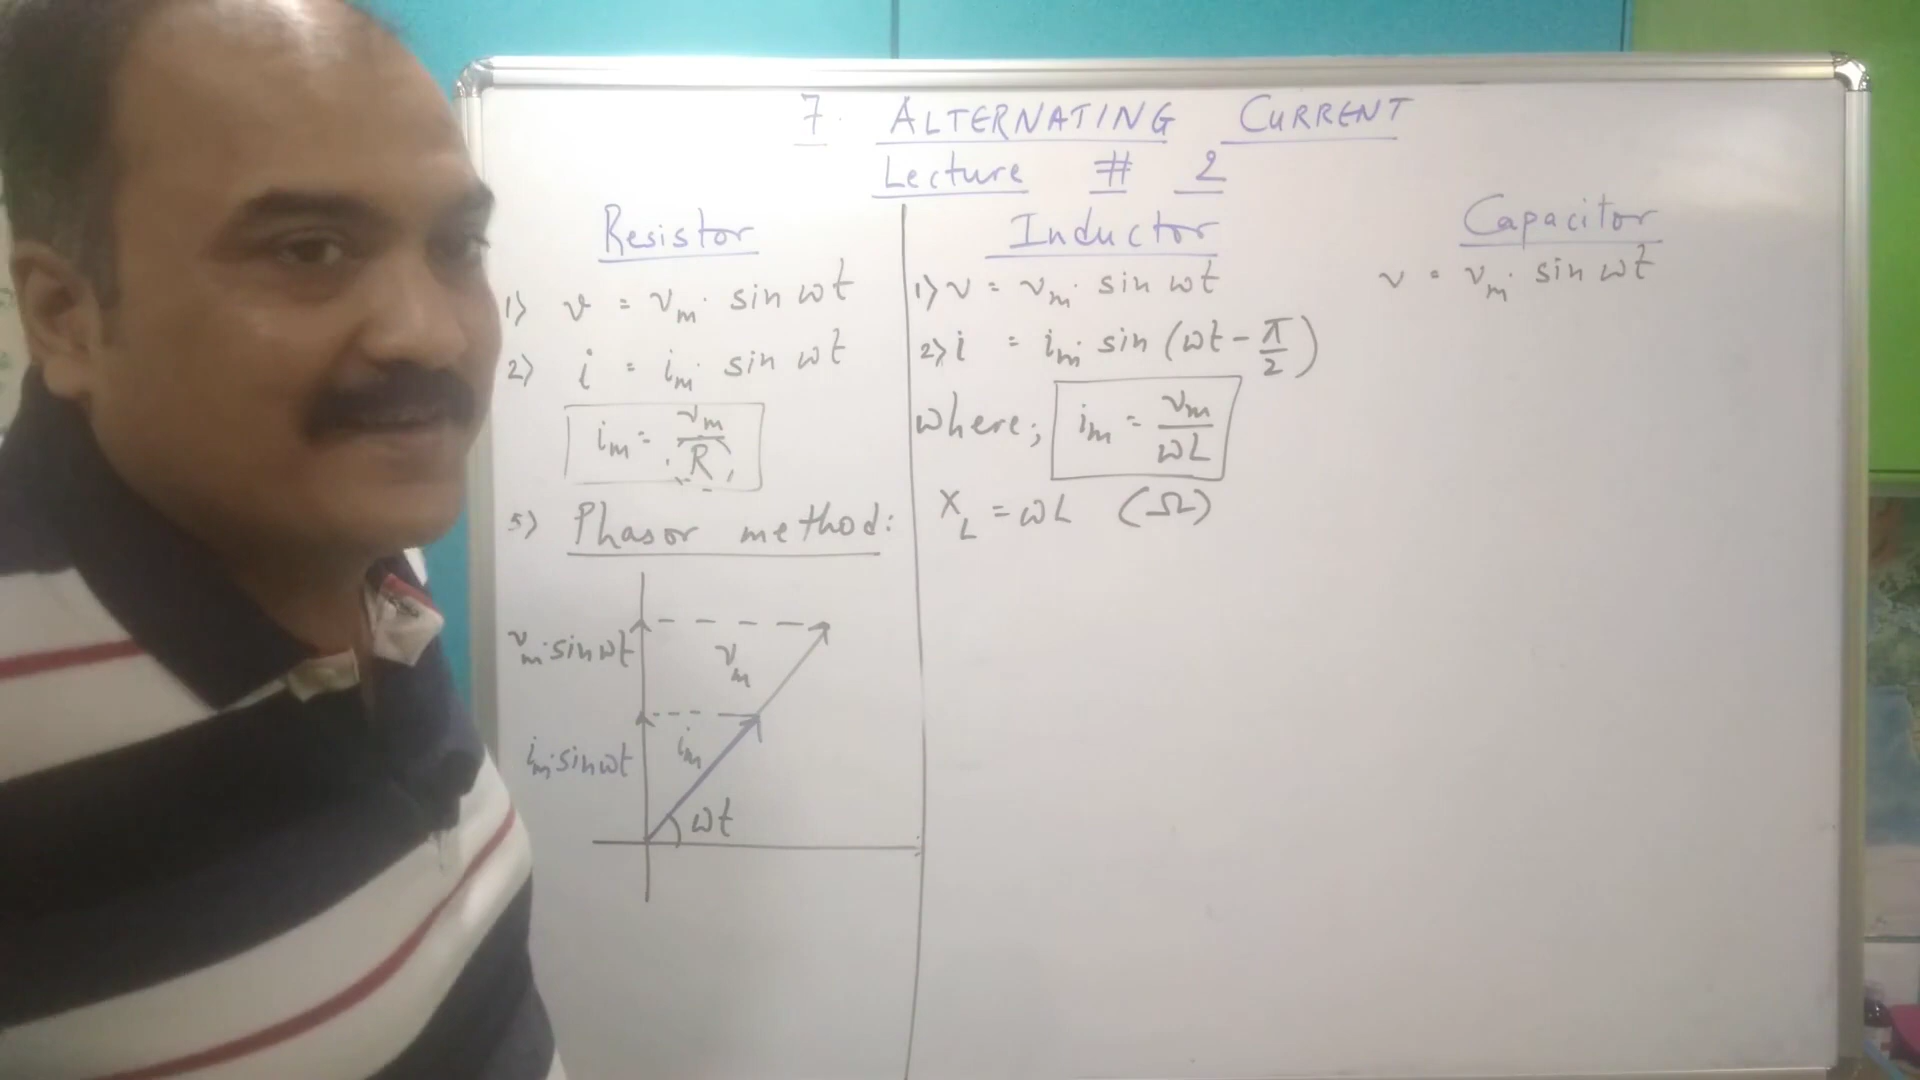 7. ALTERNATING CURRENT
Lecture # 2
Resistor
1) v = vm. sin ωt
2) i = im. sin ωt
im = vm/R
5) Phasor method:
vm.sinωt
vm
im.sinωt
im
ωt
Inductor
1) v = vm. sin ωt
2) i = im. sin (ωt - π/2)
where; im = vm/ωL
XL = ωL (Ω)
Capacitor
v = vm. sin ωt